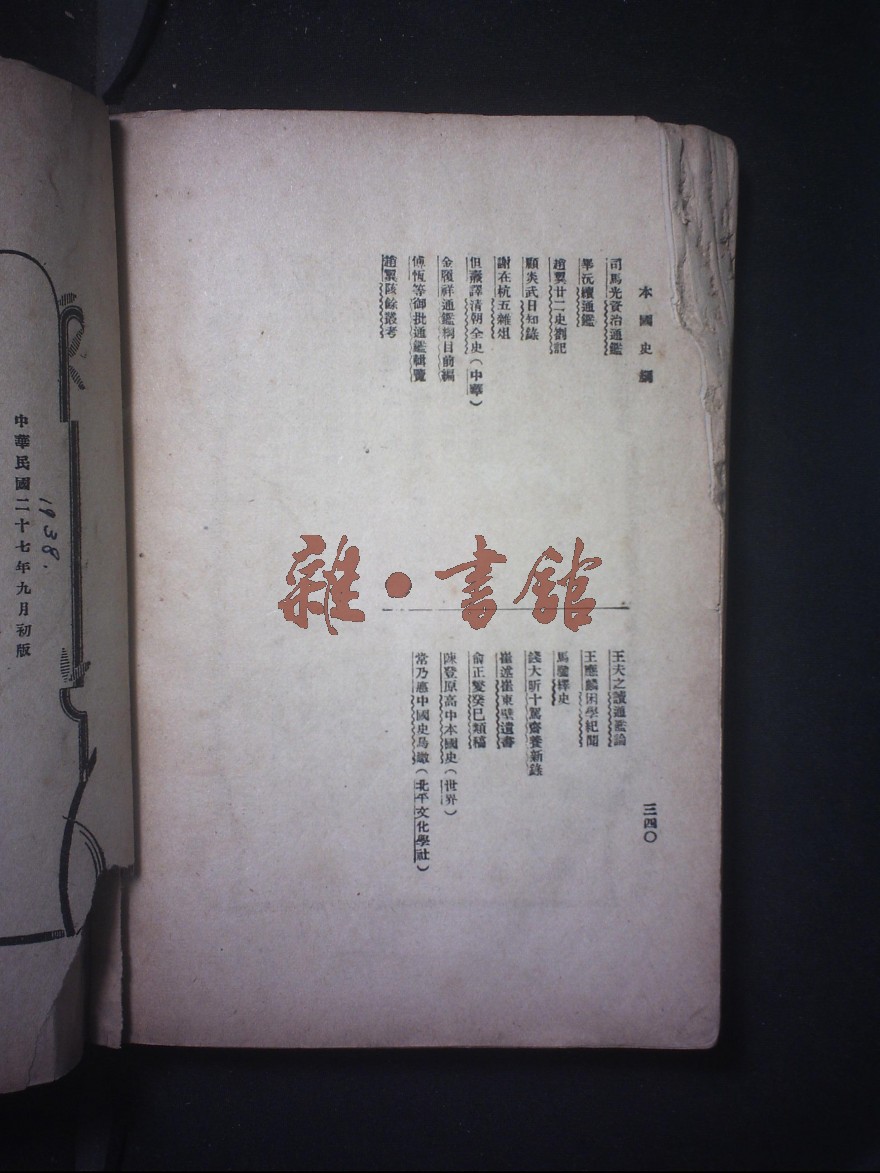 本國史綱
司馬光資治通鑑
畢沅續通鑑
趙翼廿二史劄記
顧炎武日知錄
謝在杭五雜俎
但燾譯清朝全史(中華)
金履祥通鑑綱目前編
傅恆等御批通鑑輯覽
趙翼陔餘叢考
王夫之讀通鑑論
王應麟困學紀聞
馬驌繹史
錢大昕十駕齋養新錄
崔述崔東壁遺書
俞正燮癸巳類稿
陳登原高中本國史(世界)
常乃惪中國史鳥瞰(北平文化學社)
三四〇
雜·書館
1938.
中華民國二十七年九月初版